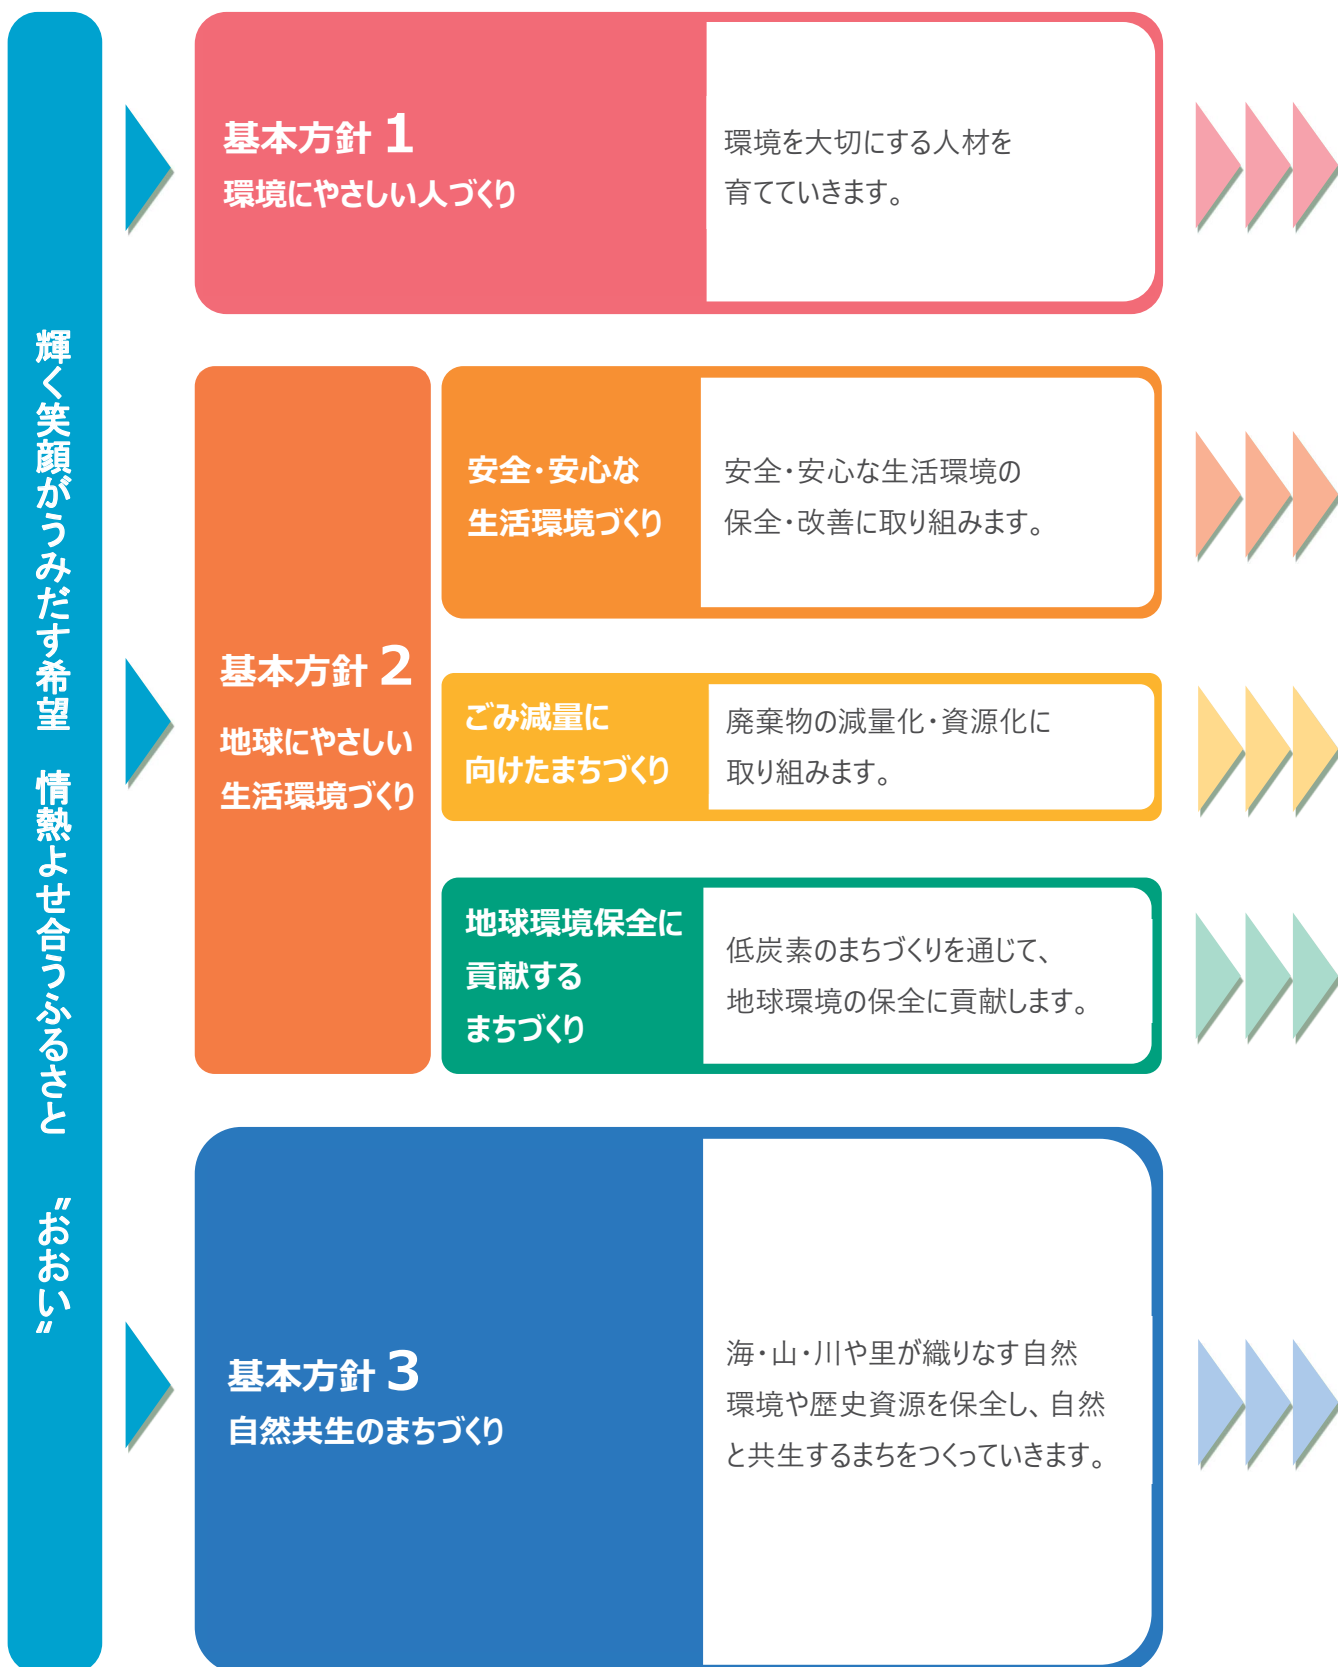 輝く笑顔がうみだす希望　情熱よせ合うふるさと　〝おおい〟
基本方針 1
環境にやさしい人づくり
環境を大切にする人材を
育てていきます。
基本方針 2
地球にやさしい
生活環境づくり
安全・安心な
生活環境づくり
安全・安心な生活環境の
保全・改善に取り組みます。
ごみ減量に
向けたまちづくり
廃棄物の減量化・資源化に
取り組みます。
地球環境保全に
貢献する
まちづくり
低炭素のまちづくりを通じて、
地球環境の保全に貢献します。
基本方針 3
自然共生のまちづくり
海・山・川や里が織りなす自然
環境や歴史資源を保全し、自然
と共生するまちをつくっていきます。